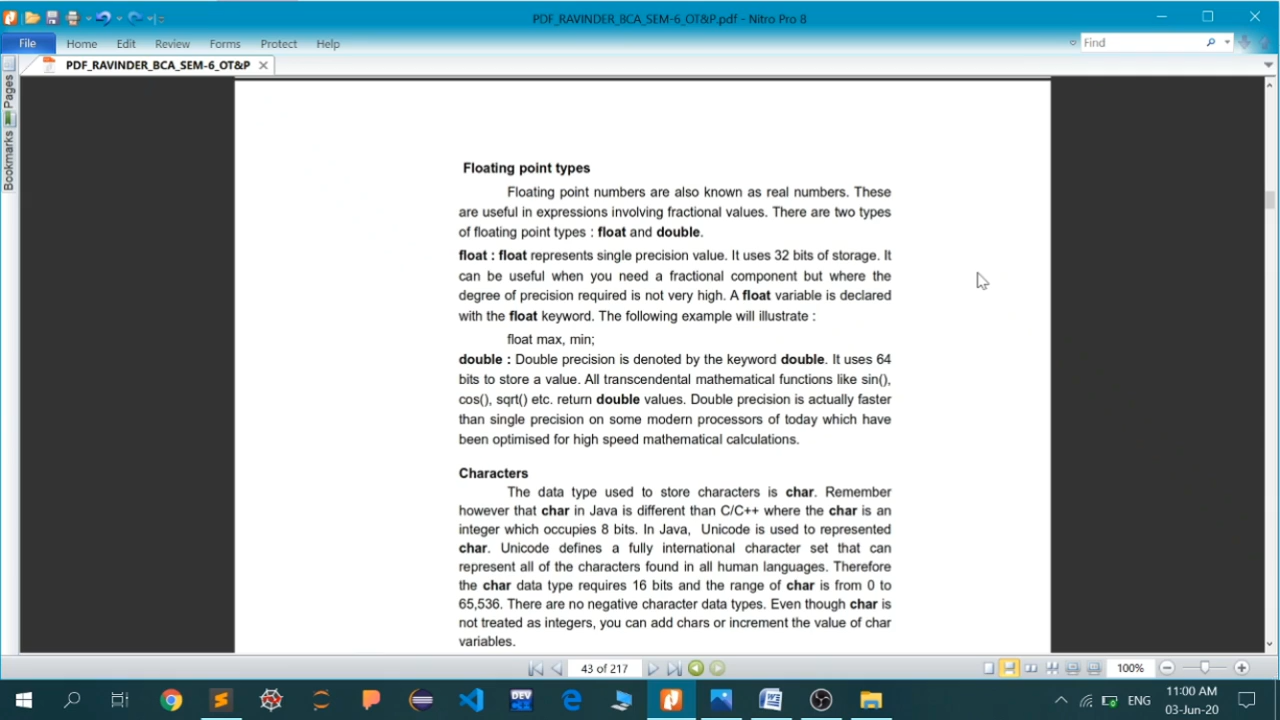 PDF_RAVINDER_BCA_SEM-6_OT&P.pdf - Nitro Pro 8
File Home Edit Review Forms Protect Help
Find
PDF_RAVINDER_BCA_SEM-6_OT&P
Pages
Bookmarks
Floating point types
Floating point numbers are also known as real numbers. These
are useful in expressions involving fractional values. There are two types
of floating point types : float and double.
float : float represents single precision value. It uses 32 bits of storage. It
can be useful when you need a fractional component but where the
degree of precision required is not very high. A float variable is declared
with the float keyword. The following example will illustrate :
float max, min;
double : Double precision is denoted by the keyword double. It uses 64
bits to store a value. All transcendental mathematical functions like sin(),
cos(), sqrt() etc. return double values. Double precision is actually faster
than single precision on some modern processors of today which have
been optimised for high speed mathematical calculations.
Characters
The data type used to store characters is char. Remember
however that char in Java is different than C/C++ where the char is an
integer which occupies 8 bits. In Java, Unicode is used to represented
char. Unicode defines a fully international character set that can
represent all of the characters found in all human languages. Therefore
the char data type requires 16 bits and the range of char is from 0 to
65,536. There are no negative character data types. Even though char is
not treated as integers, you can add chars or increment the value of char
variables.
43 of 217
100%
DEV
ENG
11:00 AM
03-Jun-20